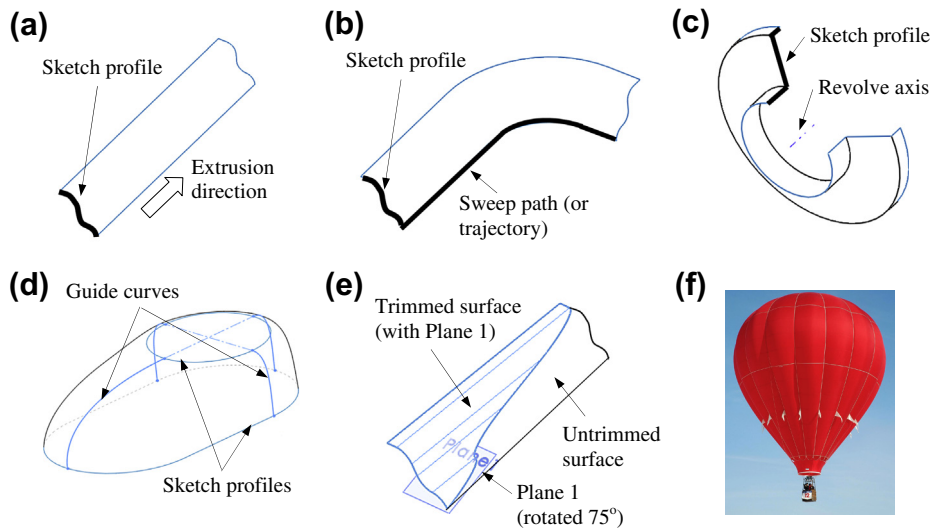 (a)
Sketch profile
Extrusion
direction
(b)
Sketch profile
Sweep path (or
trajectory)
(c)
Sketch profile
Revolve axis
(d)
Guide curves
Sketch profiles
(e)
Trimmed surface
(with Plane 1)
Plane
Untrimmed
surface
Plane 1
(rotated 75°)
(f)